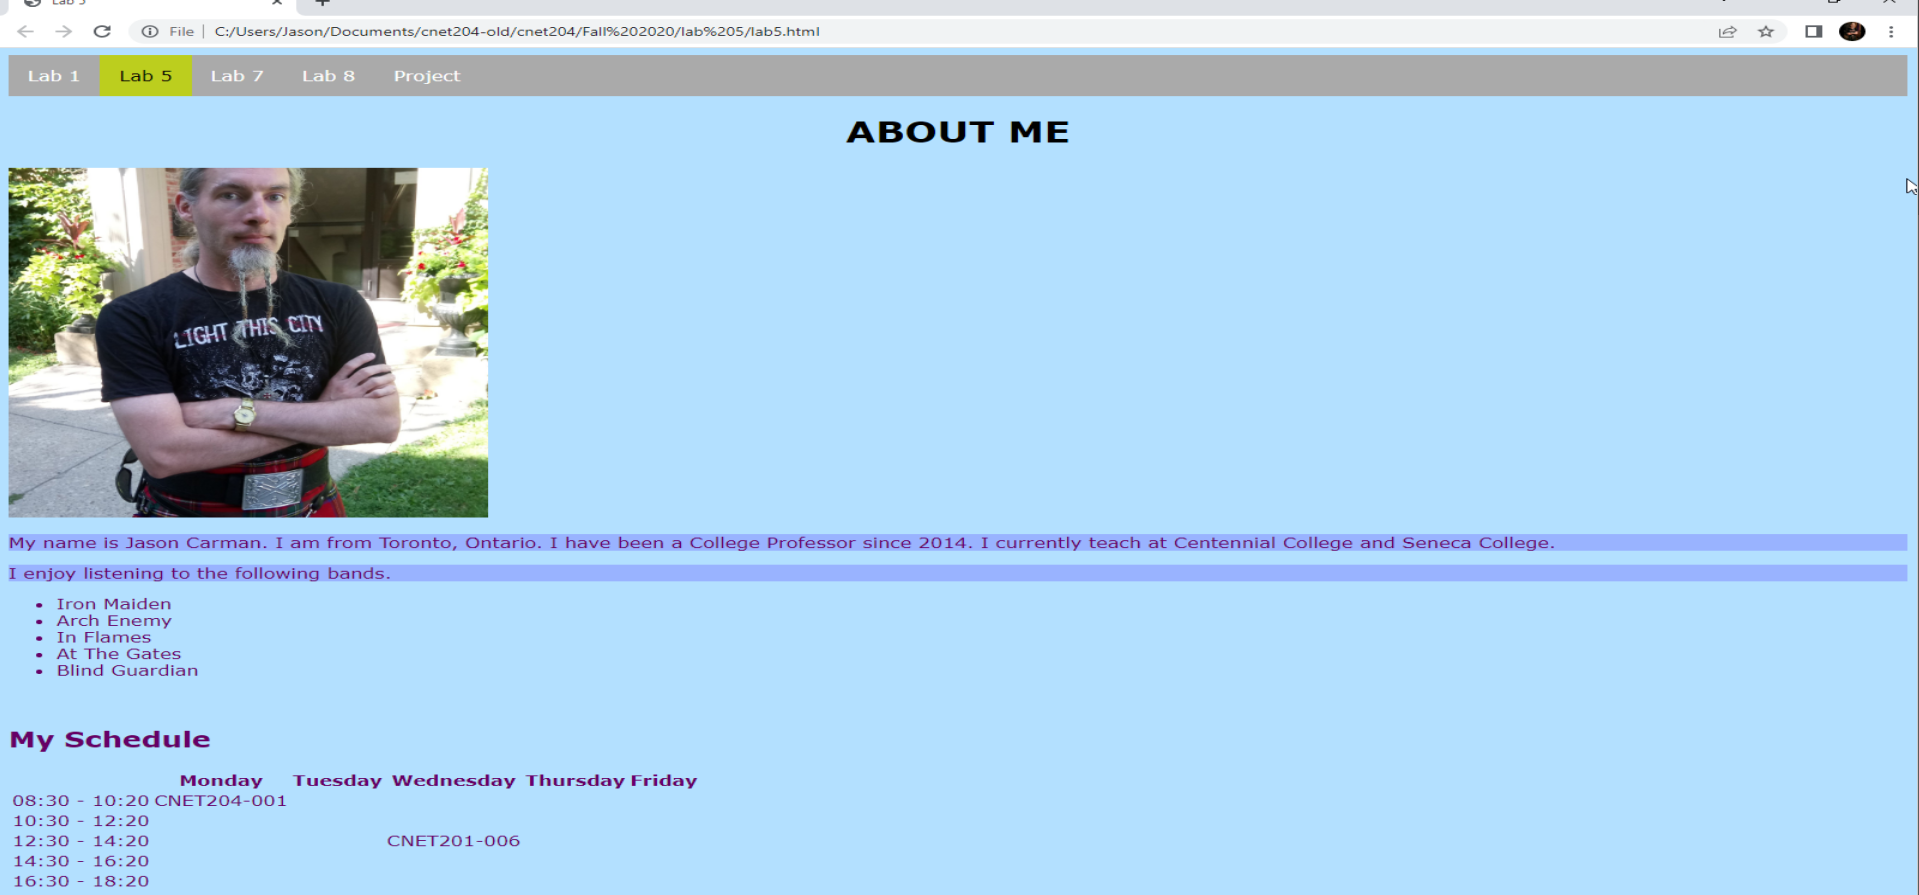 Lab 5
File | C:/Users/Jason/Documents/cnet204-old/cnet204/Fall%202020/lab%205/lab5.html
Lab 1 Lab 5 Lab 7 Lab 8 Project
ABOUT ME
LIGHT THIS CITY
My name is Jason Carman. I am from Toronto, Ontario. I have been a College Professor since 2014. I currently teach at Centennial College and Seneca College.
I enjoy listening to the following bands.
• Iron Maiden
• Arch Enemy
• In Flames
• At The Gates
• Blind Guardian
My Schedule
Monday Tuesday Wednesday Thursday Friday
08:30 - 10:20 CNET204-001
10:30 - 12:20
12:30 - 14:20 CNET201-006
14:30 - 16:20
16:30 - 18:20